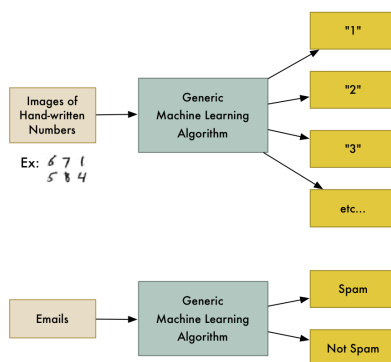 Images of
Hand-written
Numbers
Ex: 6 7 1
5 8 4
Generic
Machine Learning
Algorithm
"1"
"2"
"3"
etc...
Emails
Generic
Machine Learning
Algorithm
Spam
Not Spam